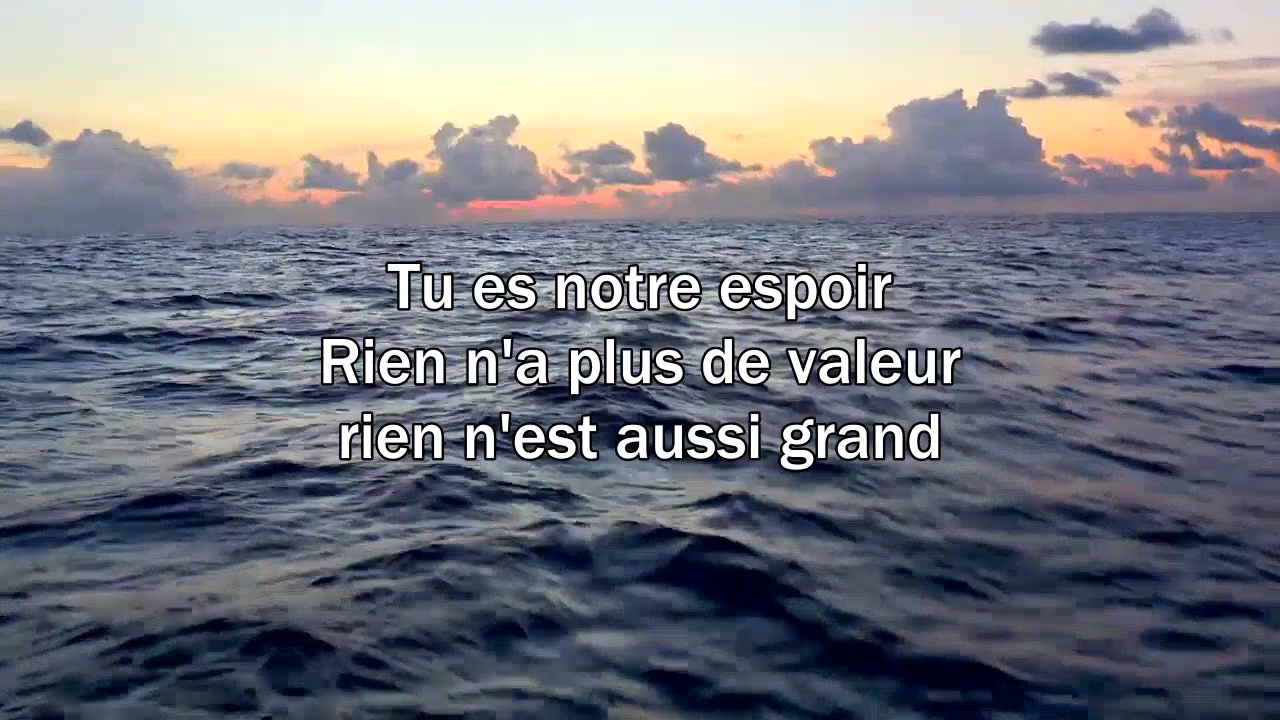 Tu es notre espoir
Rien n'a plus de valeur
rien n'est aussi grand